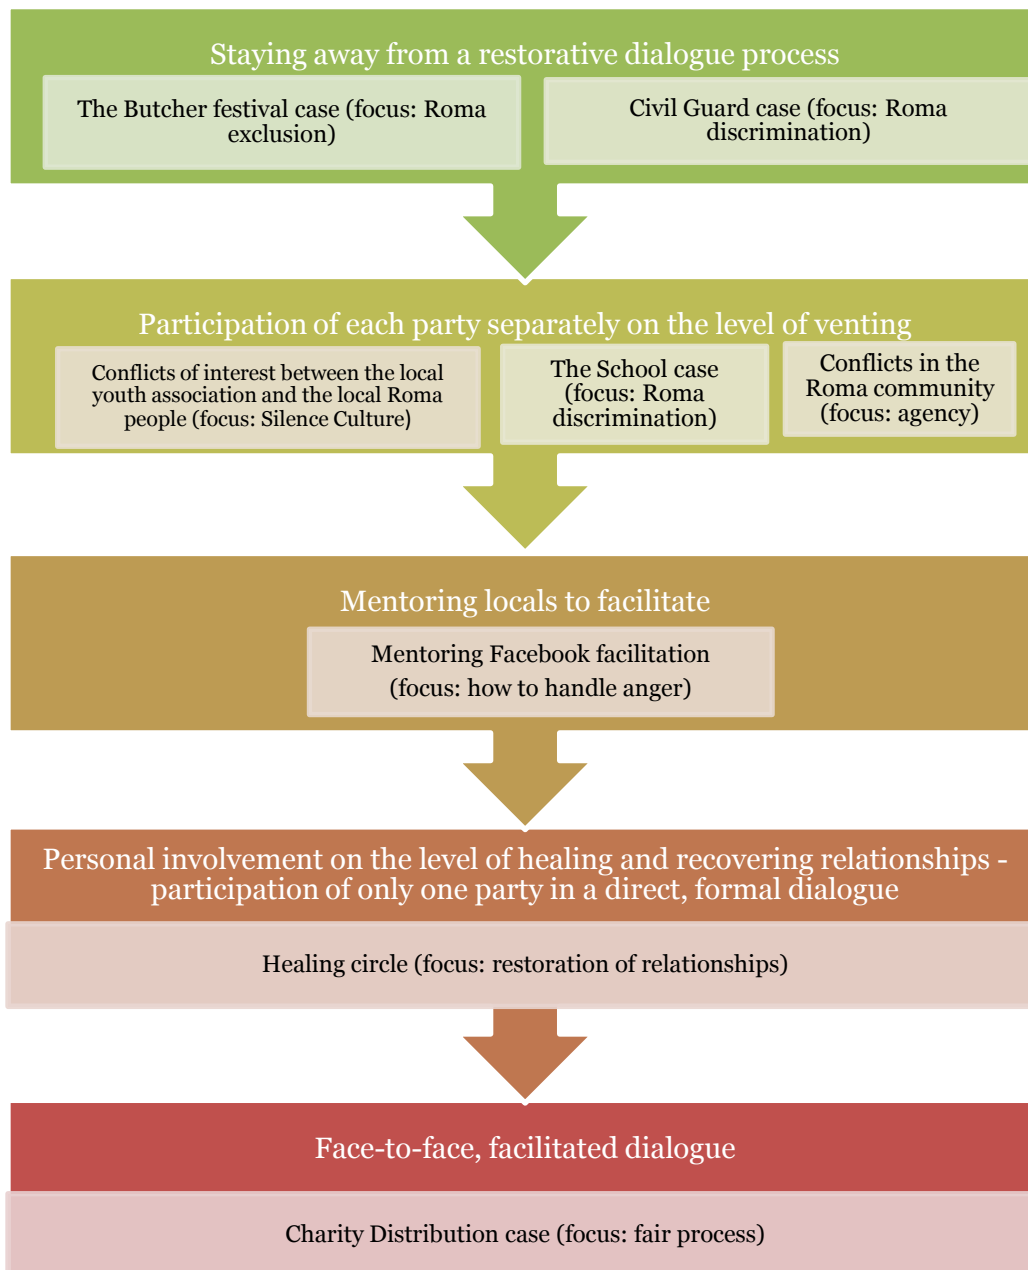 Staying away from a restorative dialogue process
The Butcher festival case (focus: Roma
exclusion)
Civil Guard case (focus: Roma
discrimination)
Participation of each party separately on the level of venting
Conflicts of interest between the local
youth association and the local Roma
people (focus: Silence Culture)
The School case
(focus: Roma
discrimination)
Conflicts in the
Roma community
(focus: agency)
Mentoring locals to facilitate
Mentoring Facebook facilitation
(focus: how to handle anger)
Personal involvement on the level of healing and recovering relationships -
participation of only one party in a direct, formal dialogue
Healing circle (focus: restoration of relationships)
Face-to-face, facilitated dialogue
Charity Distribution case (focus: fair process)